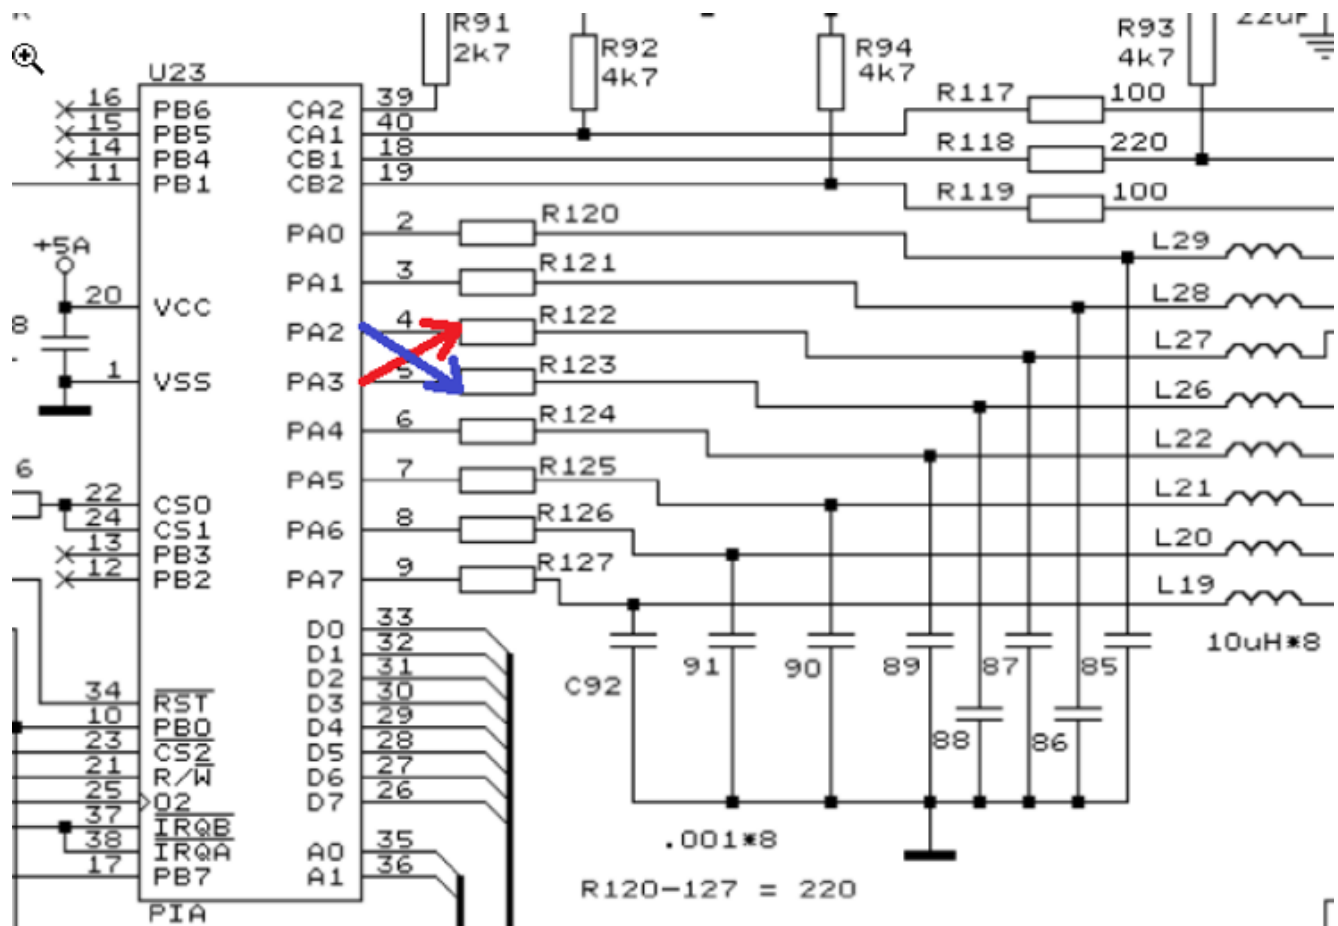 R91
2k7
R92
4k7
R94
4k7
R93
4k7
22uF
U23
16 PB6 CA2 39
15 PB5 CA1 40
14 PB4 CB1 18
11 PB1 CB2 19
R117 100
R118 220
R119 100
PA0 2 R120
L29
+5A
PA1 3 R121
L28
20 VCC
8
PA2 4 R122
L27
1 VSS PA3 5 R123
L26
PA4 6 R124
L22
6
PA5 7 R125
L21
22 CS0
24 CS1 PA6 8 R126
L20
13 PB3
12 PB2 PA7 9 R127
L19
10uH*8
D0 33
D1 32
D2 31
34 RST D3 30
10 PB0 D4 29
23 CS2 D5 28
21 R/W D6 27
25 O2 D7 26
37 IRQB
38 IRQA A0 35
17 PB7 A1 36
PIA
C92 91 90 89 87 85
88 86
.001*8
R120-127 = 220